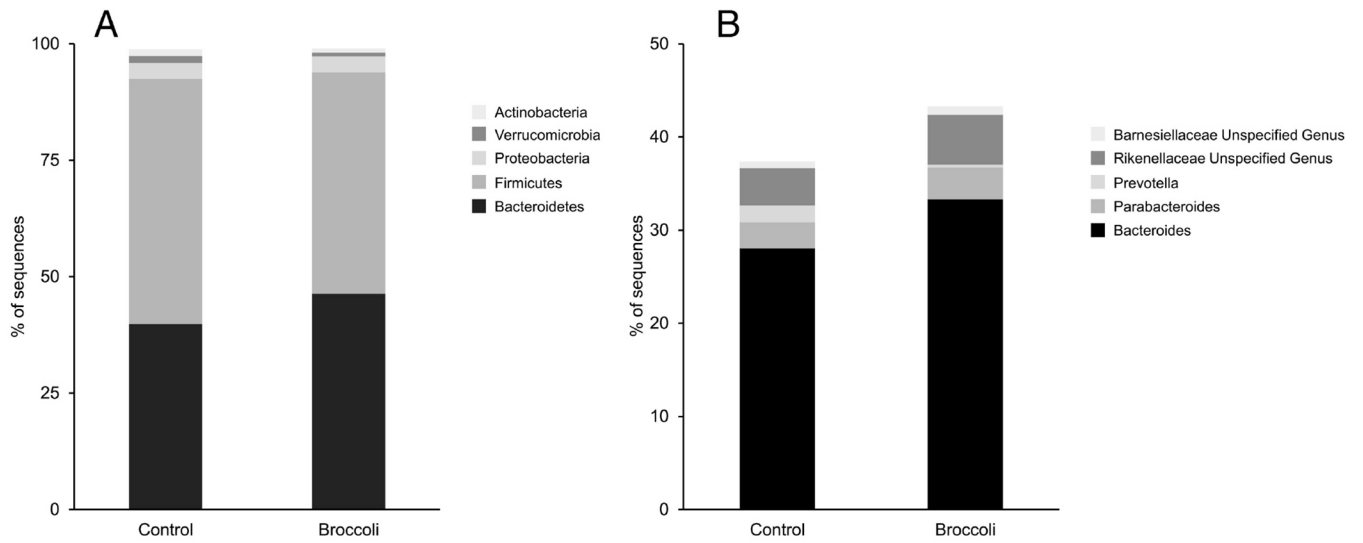 A
% of sequences
100
75
50
25
0
Control
Broccoli
Actinobacteria
Verrucomicrobia
Proteobacteria
Firmicutes
Bacteroidetes
B
% of sequences
50
40
30
20
10
0
Control
Broccoli
Barnesiellaceae Unspecified Genus
Rikenellaceae Unspecified Genus
Prevotella
Parabacteroides
Bacteroides